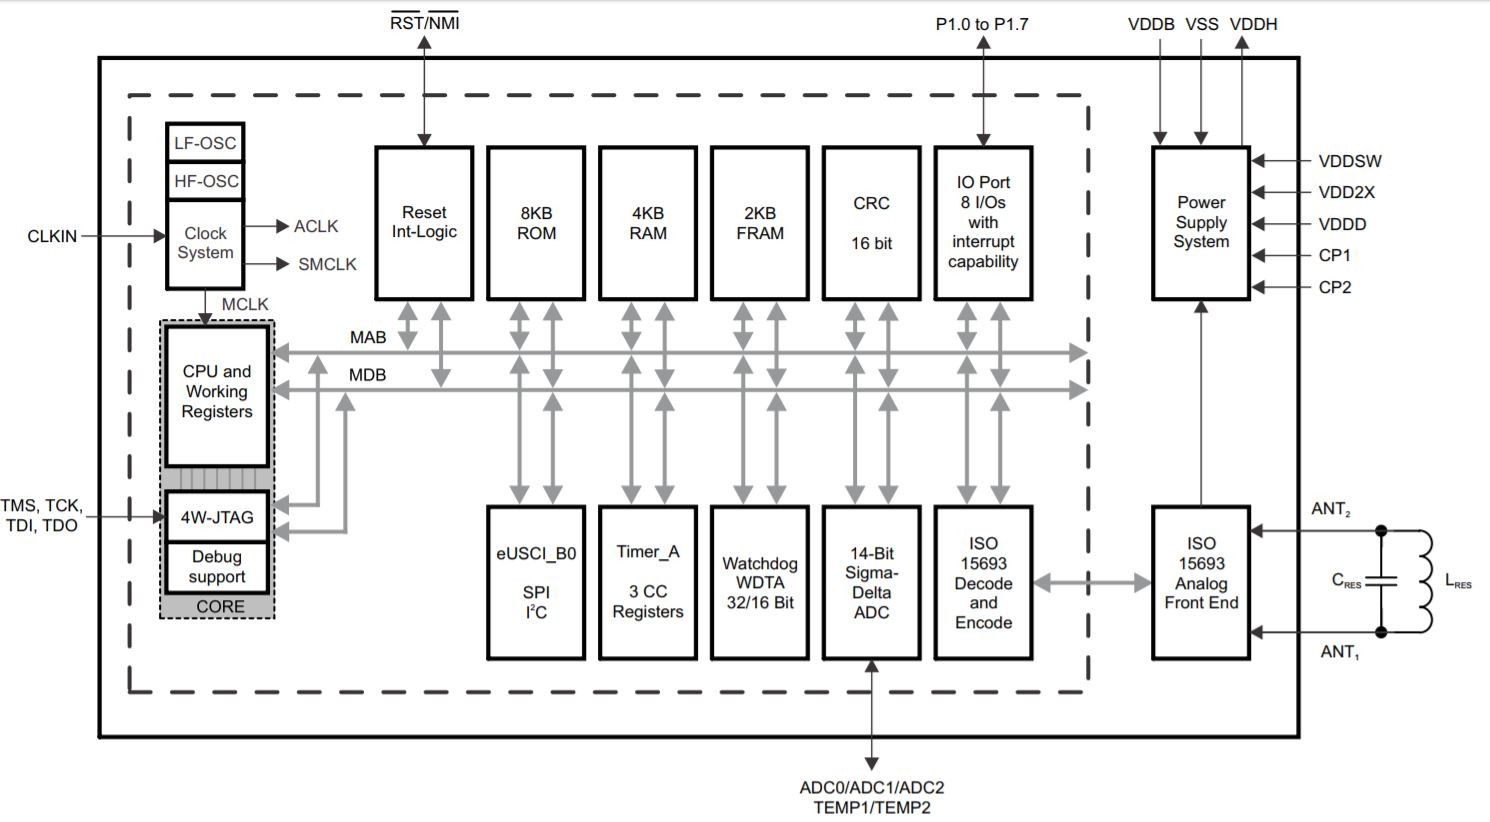 RST/NMI
P1.0 to P1.7
VDDB VSS VDDH
LF-OSC
HF-OSC
Clock
System
CLKIN
ACLK
SMCLK
MCLK
Reset
Int-Logic
8KB
ROM
4KB
RAM
2KB
FRAM
CRC
16 bit
IO Port
8 I/Os
with
interrupt
capability
Power
Supply
System
VDDSW
VDD2X
VDDD
CP1
CP2
MAB
MDB
CPU and
Working
Registers
TMS, TCK,
TDI, TDO
4W-JTAG
Debug
support
CORE
eUSCI_B0
SPI
I²C
Timer_A
3 CC
Registers
Watchdog
WDTA
32/16 Bit
14-Bit
Sigma-
Delta
ADC
ISO
15693
Decode
and
Encode
ISO
15693
Analog
Front End
ANT₂
CRES
LRES
ANT₁
ADC0/ADC1/ADC2
TEMP1/TEMP2